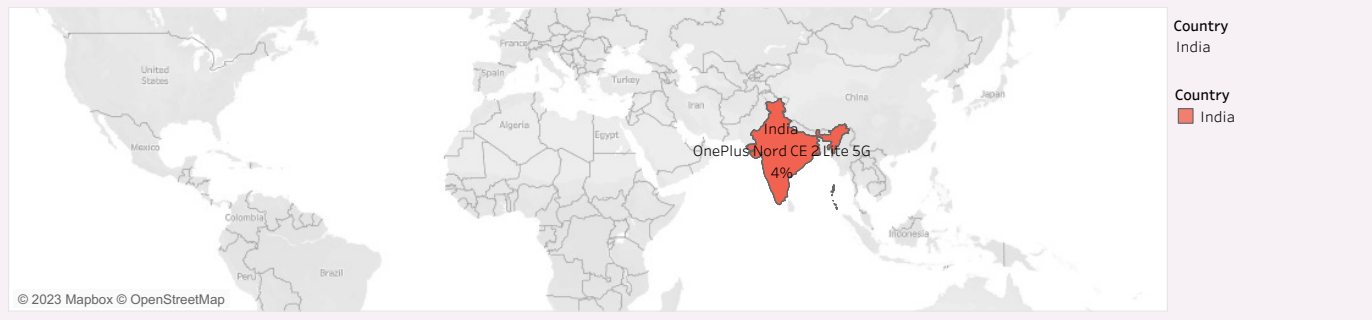 United
States
Mexico
Colombia
Peru
Brazil
France
Spain
Algeria
Egypt
Turkey
Iran
China
Japan
Indonesia
India
OnePlus Nord CE 2 Lite 5G
4%
© 2023 Mapbox © OpenStreetMap
Country
India
Country
India